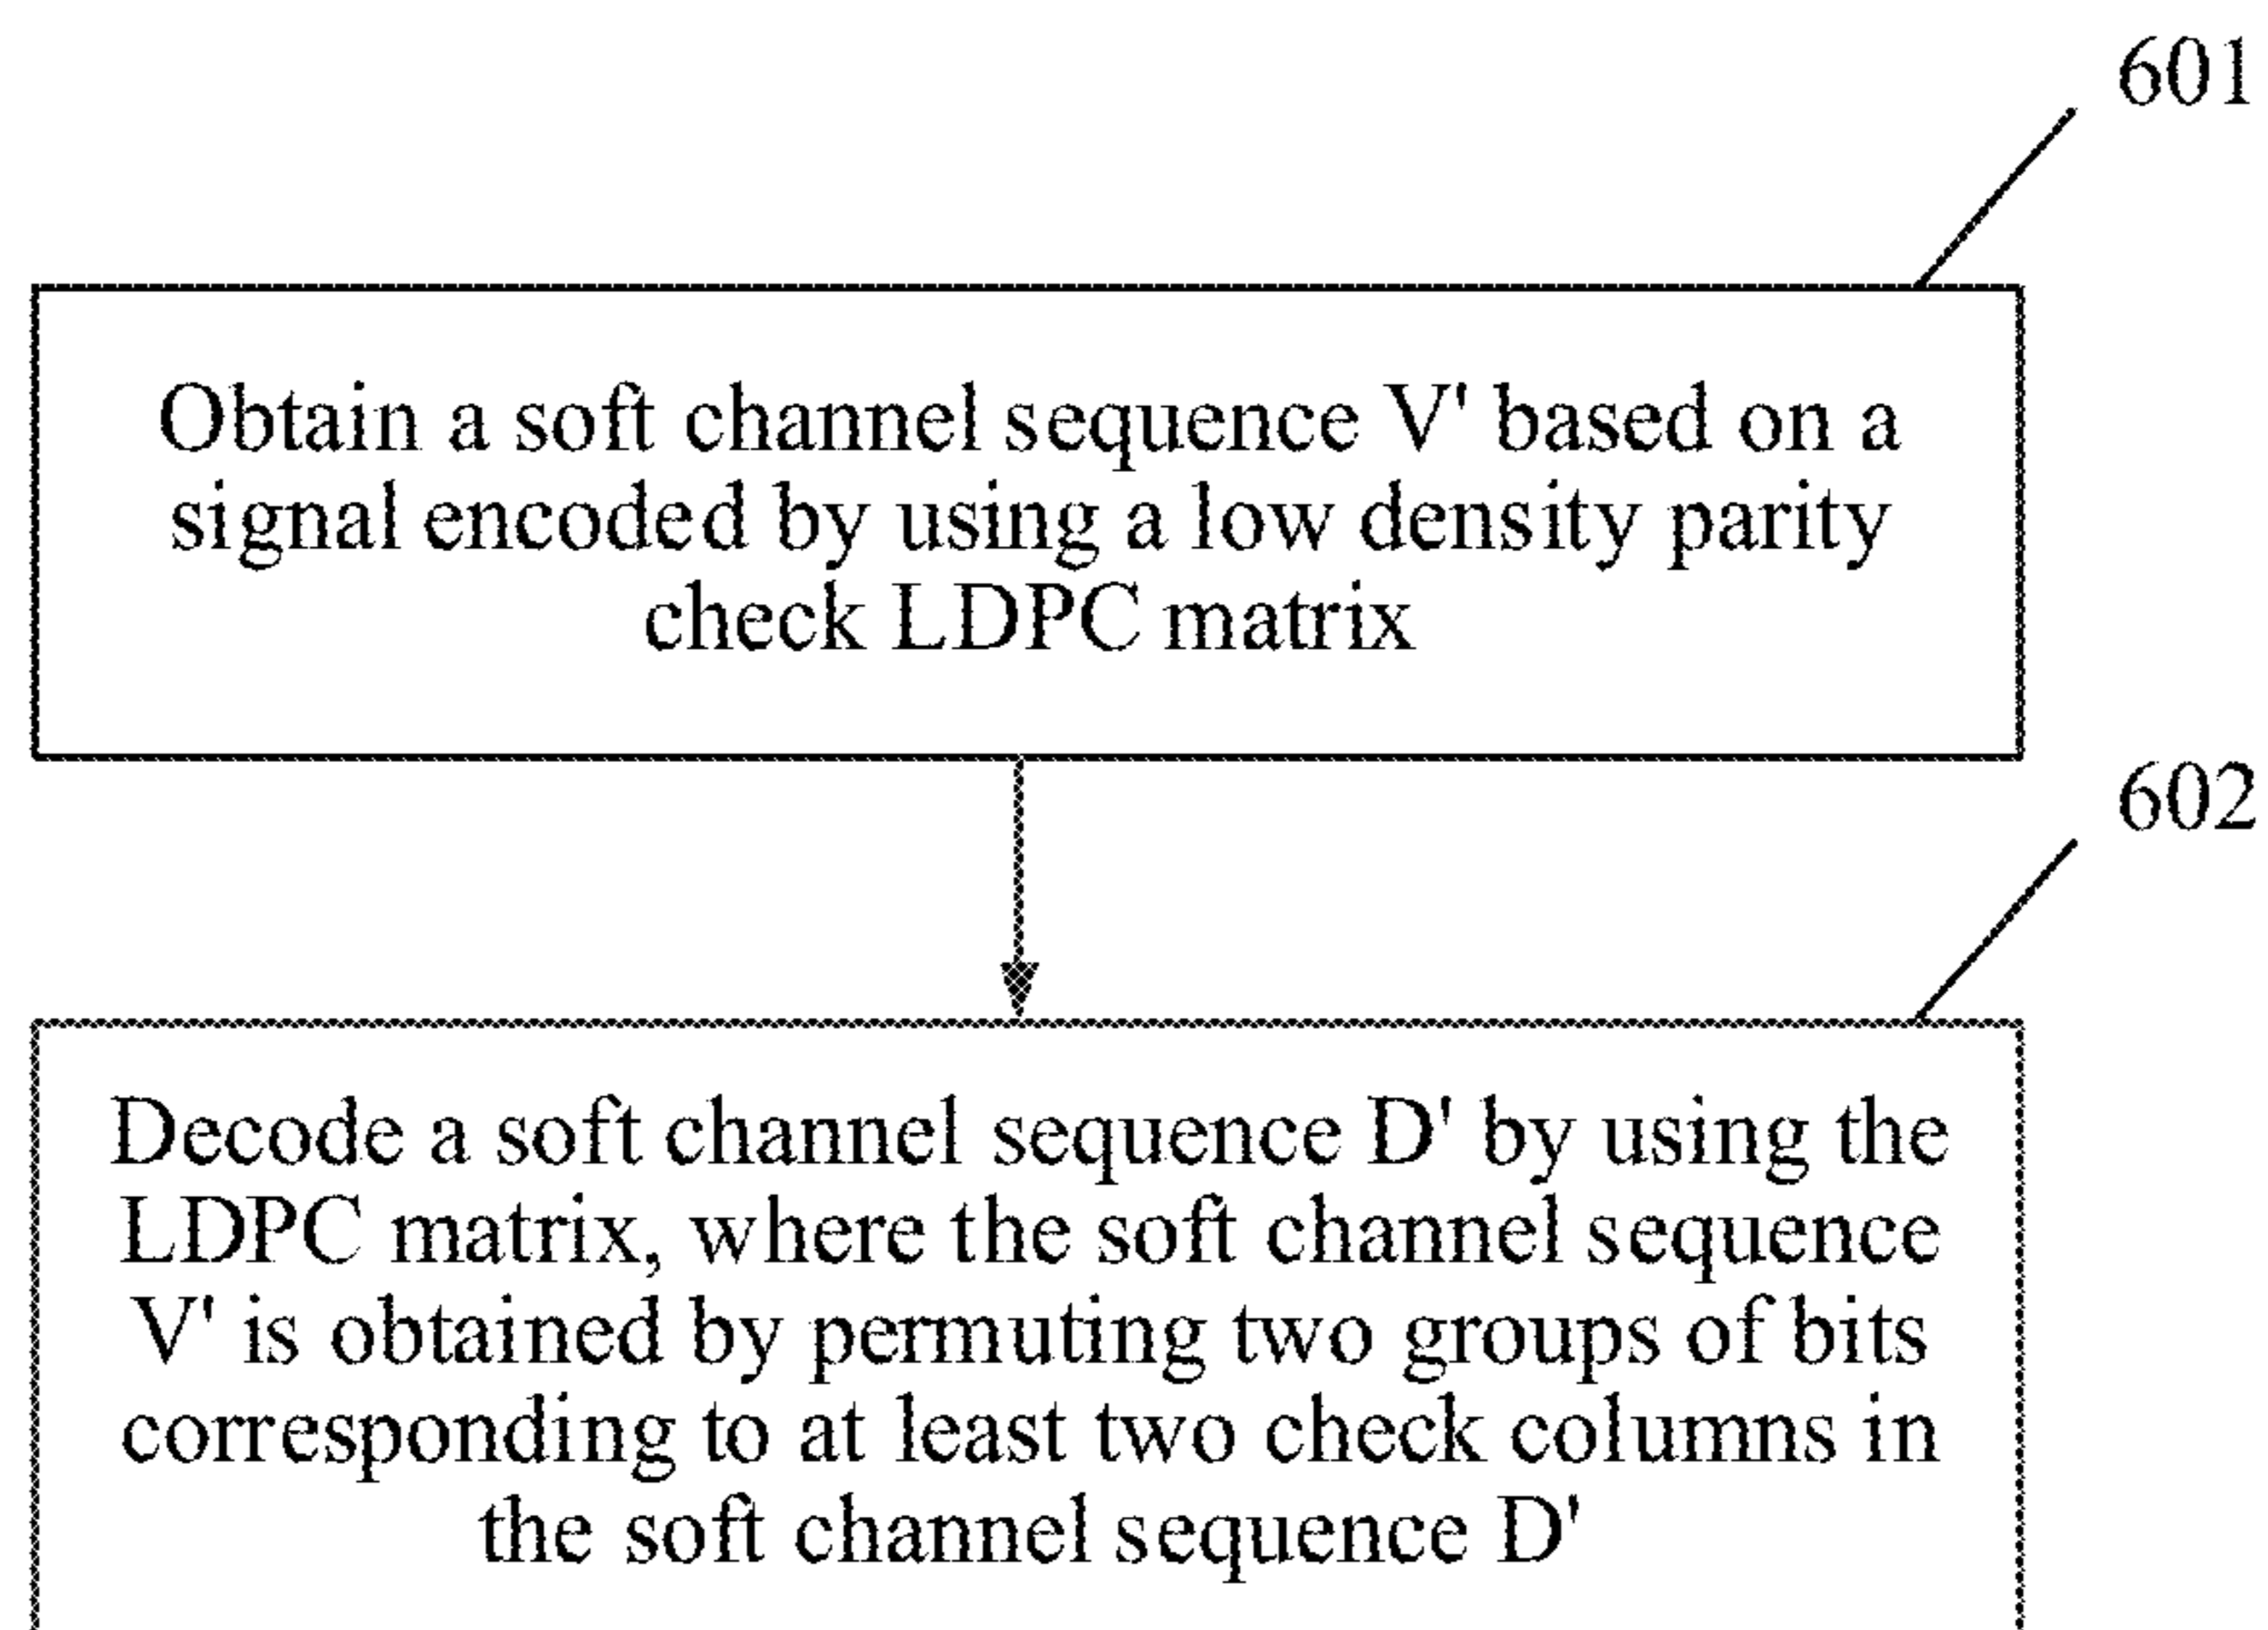 601
Obtain a soft channel sequence V' based on a
signal encoded by using a low density parity
check LDPC matrix
602
Decode a soft channel sequence D' by using the
LDPC matrix, where the soft channel sequence
V' is obtained by permuting two groups of bits
corresponding to at least two check columns in
the soft channel sequence D'